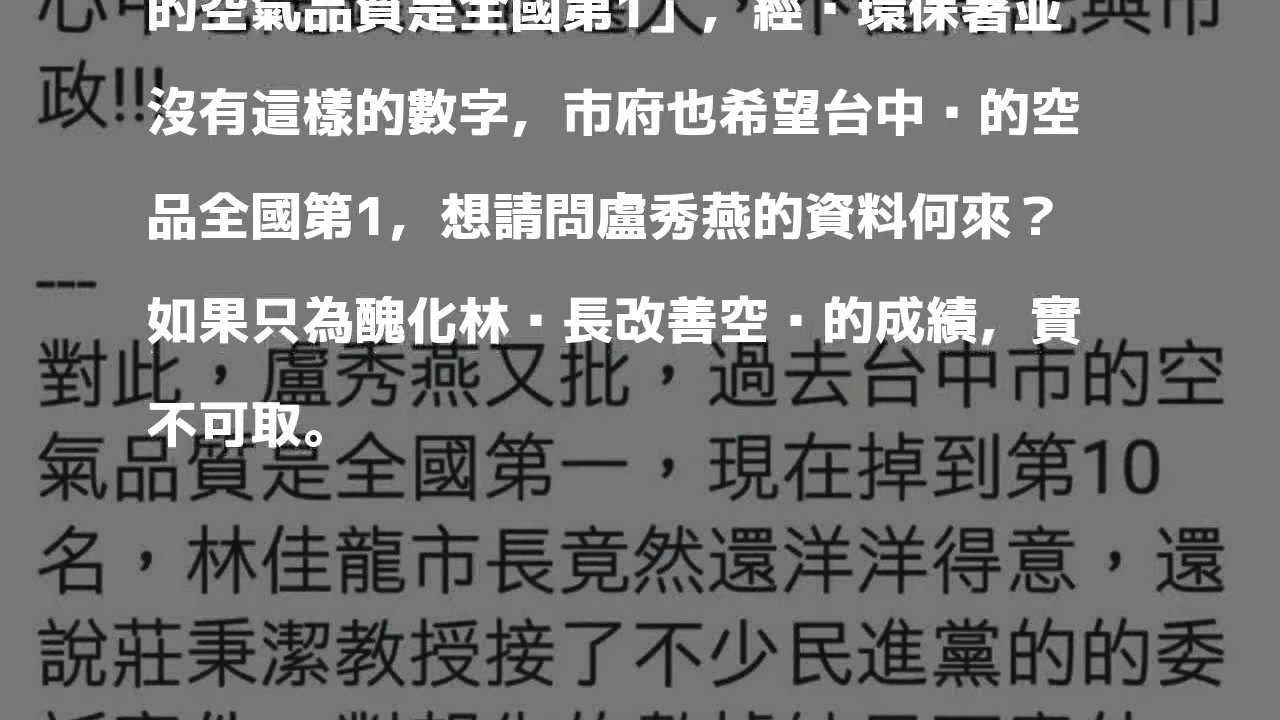 的空氣品質是全國第1」，經·環保署並
沒有這樣的數字，市府也希望台中·的空
品全國第1，想請問盧秀燕的資料何來？
如果只為醜化林·長改善空·的成績，實
不可取。
政!!!
---
對此，盧秀燕又批，過去台中市的空
氣品質是全國第一，現在掉到第10
名，林佳龍市長竟然還洋洋得意，還
說莊秉潔教授接了不少民進黨的的委